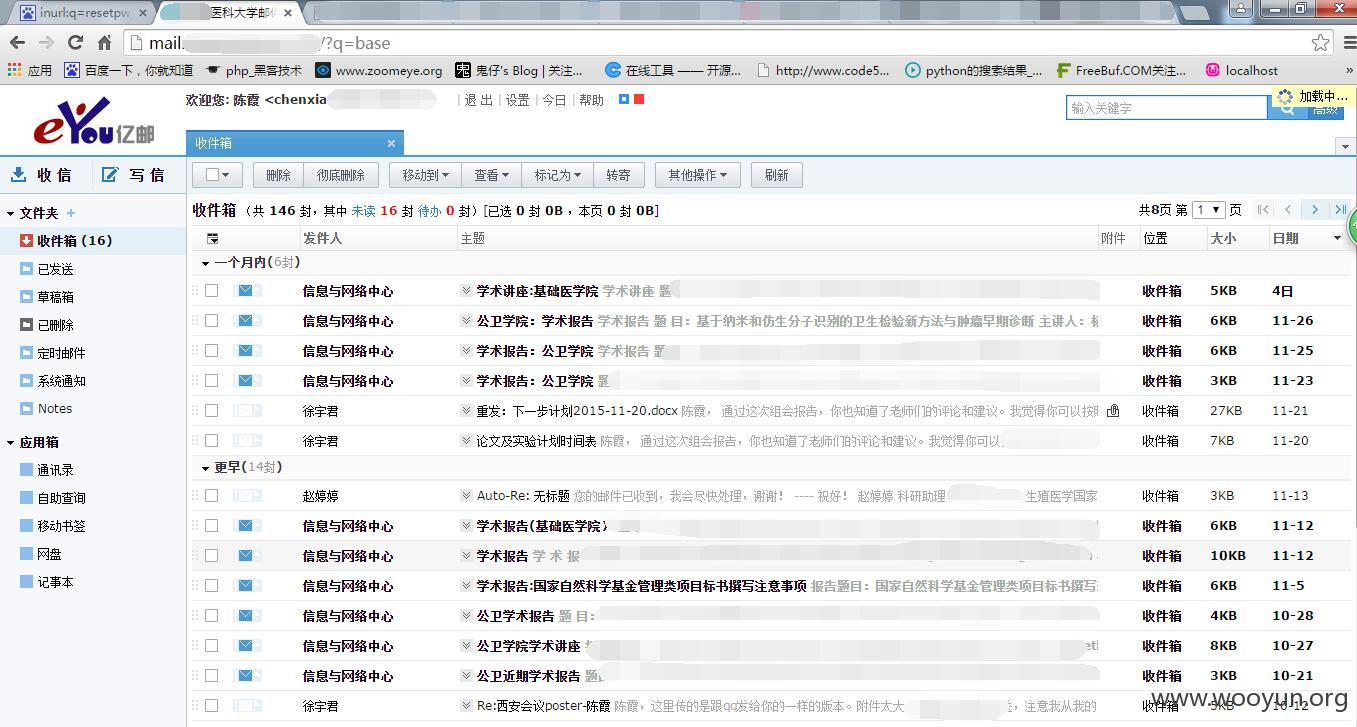 inurl:q=resetpw
医科大学邮件
mail. /?q=base
应用 百度一下，你就知道 php_黑客技术 www.zoomeye.org 鬼仔's Blog | 关注... 在线工具 —— 开源... http://www.code5... python的搜索结果_... FreeBuf.COM关注... localhost »
eYou亿邮
欢迎您: 陈霞 <chenxia | 退出 | 设置 | 今日 | 帮助
输入关键字
加载中...
高级
收件箱
收 信 写 信
删除 彻底删除 移动到 查看 标记为 转寄 其他操作 刷新
文件夹 +
收件箱 (16)
已发送
草稿箱
已删除
定时邮件
系统通知
Notes
应用箱
通讯录
自助查询
移动书签
网盘
记事本
收件箱 （共 146 封，其中 未读 16 封 待办 0 封）[已选 0 封 0B ，本页 0 封 0B]
共8页 第 1 页
发件人 主题 附件 位置 大小 日期
一个月内(6封)
信息与网络中心 学术讲座:基础医学院 学术讲座 题 收件箱 5KB 4日
信息与网络中心 公卫学院：学术报告 学术报告 题 目：基于纳米和仿生分子识别的卫生检验新方法与肿瘤早期诊断 主讲人： 收件箱 6KB 11-26
信息与网络中心 学术报告：公卫学院 学术报告 题 收件箱 6KB 11-25
信息与网络中心 学术报告：公卫学院 题 收件箱 3KB 11-23
徐宇君 重发：下一步计划2015-11-20.docx 陈霞， 通过这次组会报告，你也知道了老师们的评论和建议。我觉得你可以按照 收件箱 27KB 11-21
徐宇君 论文及实验计划时间表 陈霞， 通过这次组会报告，你也知道了老师们的评论和建议。我觉得你可以 收件箱 7KB 11-20
更早(14封)
赵婷婷 Auto-Re: 无标题 您的邮件已收到，我会尽快处理，谢谢！ ---- 祝好！ 赵婷婷 科研助理 生殖医学国家 收件箱 3KB 11-13
信息与网络中心 学术报告(基础医学院) 收件箱 6KB 11-12
信息与网络中心 学术报告 学 术 报 收件箱 10KB 11-12
信息与网络中心 学术报告:国家自然科学基金管理类项目标书撰写注意事项 报告题目：国家自然科学基金管理类项目标书撰写 收件箱 6KB 11-5
信息与网络中心 公卫学术报告 题 目： 收件箱 4KB 10-28
信息与网络中心 公卫学院学术讲座 eti 收件箱 8KB 10-27
信息与网络中心 公卫近期学术报告 题 收件箱 3KB 10-21
徐宇君 Re:西安会议poster-陈霞 陈霞，这里传的是跟qq发给你的一样的版本。附件太大 ，注意我从我的 收件箱 10-12
www.wooyun.org